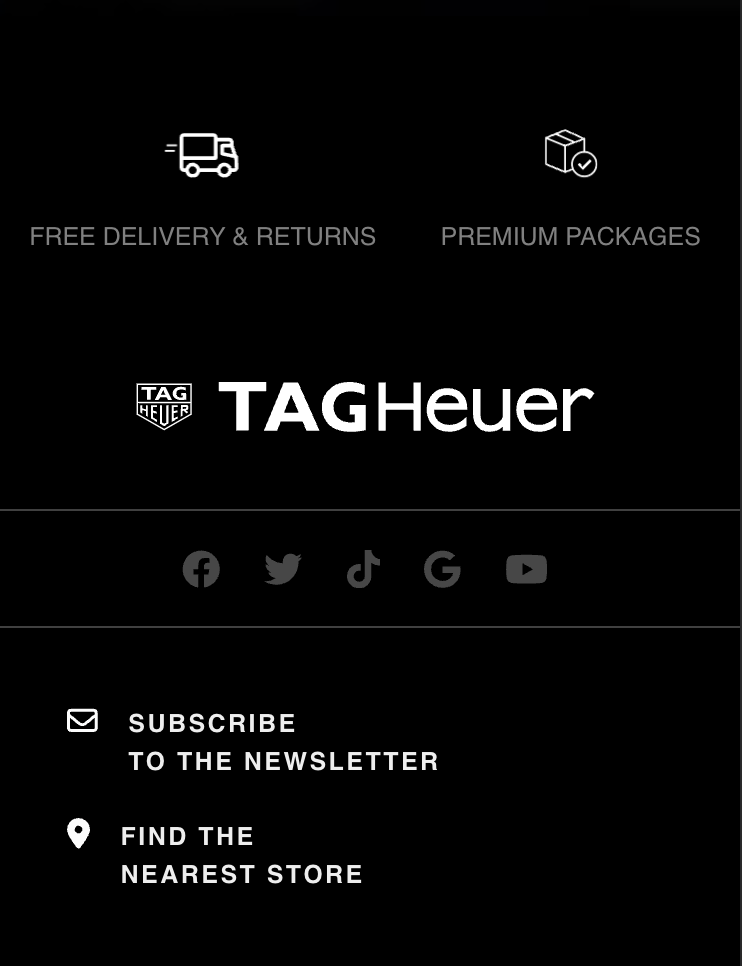 FREE DELIVERY & RETURNS
PREMIUM PACKAGES
TAG
HEUER
TAGHeuer
SUBSCRIBE
TO THE NEWSLETTER
FIND THE
NEAREST STORE